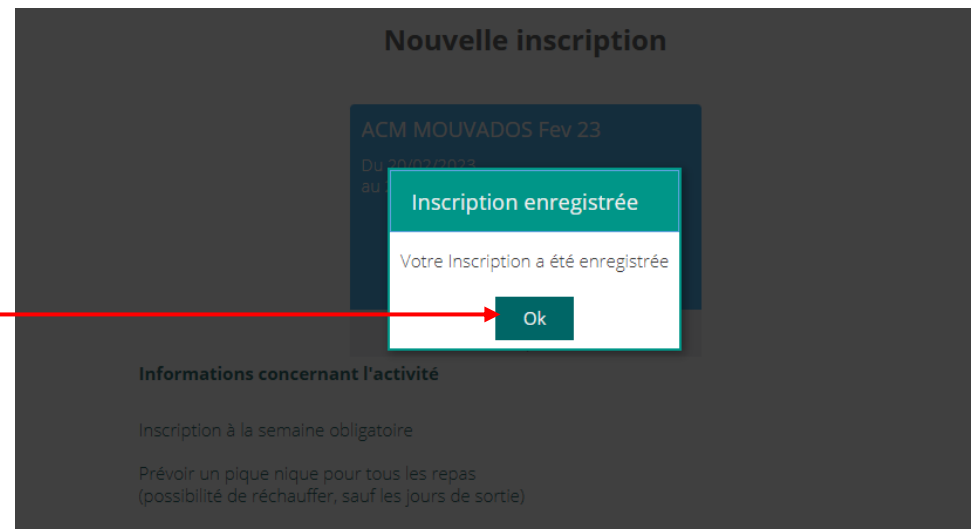 Nouvelle inscription
ACM MOUVADOS Fev 23
Du 20/02/2023
au
Inscription enregistrée
Votre Inscription a été enregistrée
Ok
Informations concernant l'activité
Inscription à la semaine obligatoire
Prévoir un pique nique pour tous les repas
(possibilité de réchauffer, sauf les jours de sortie)